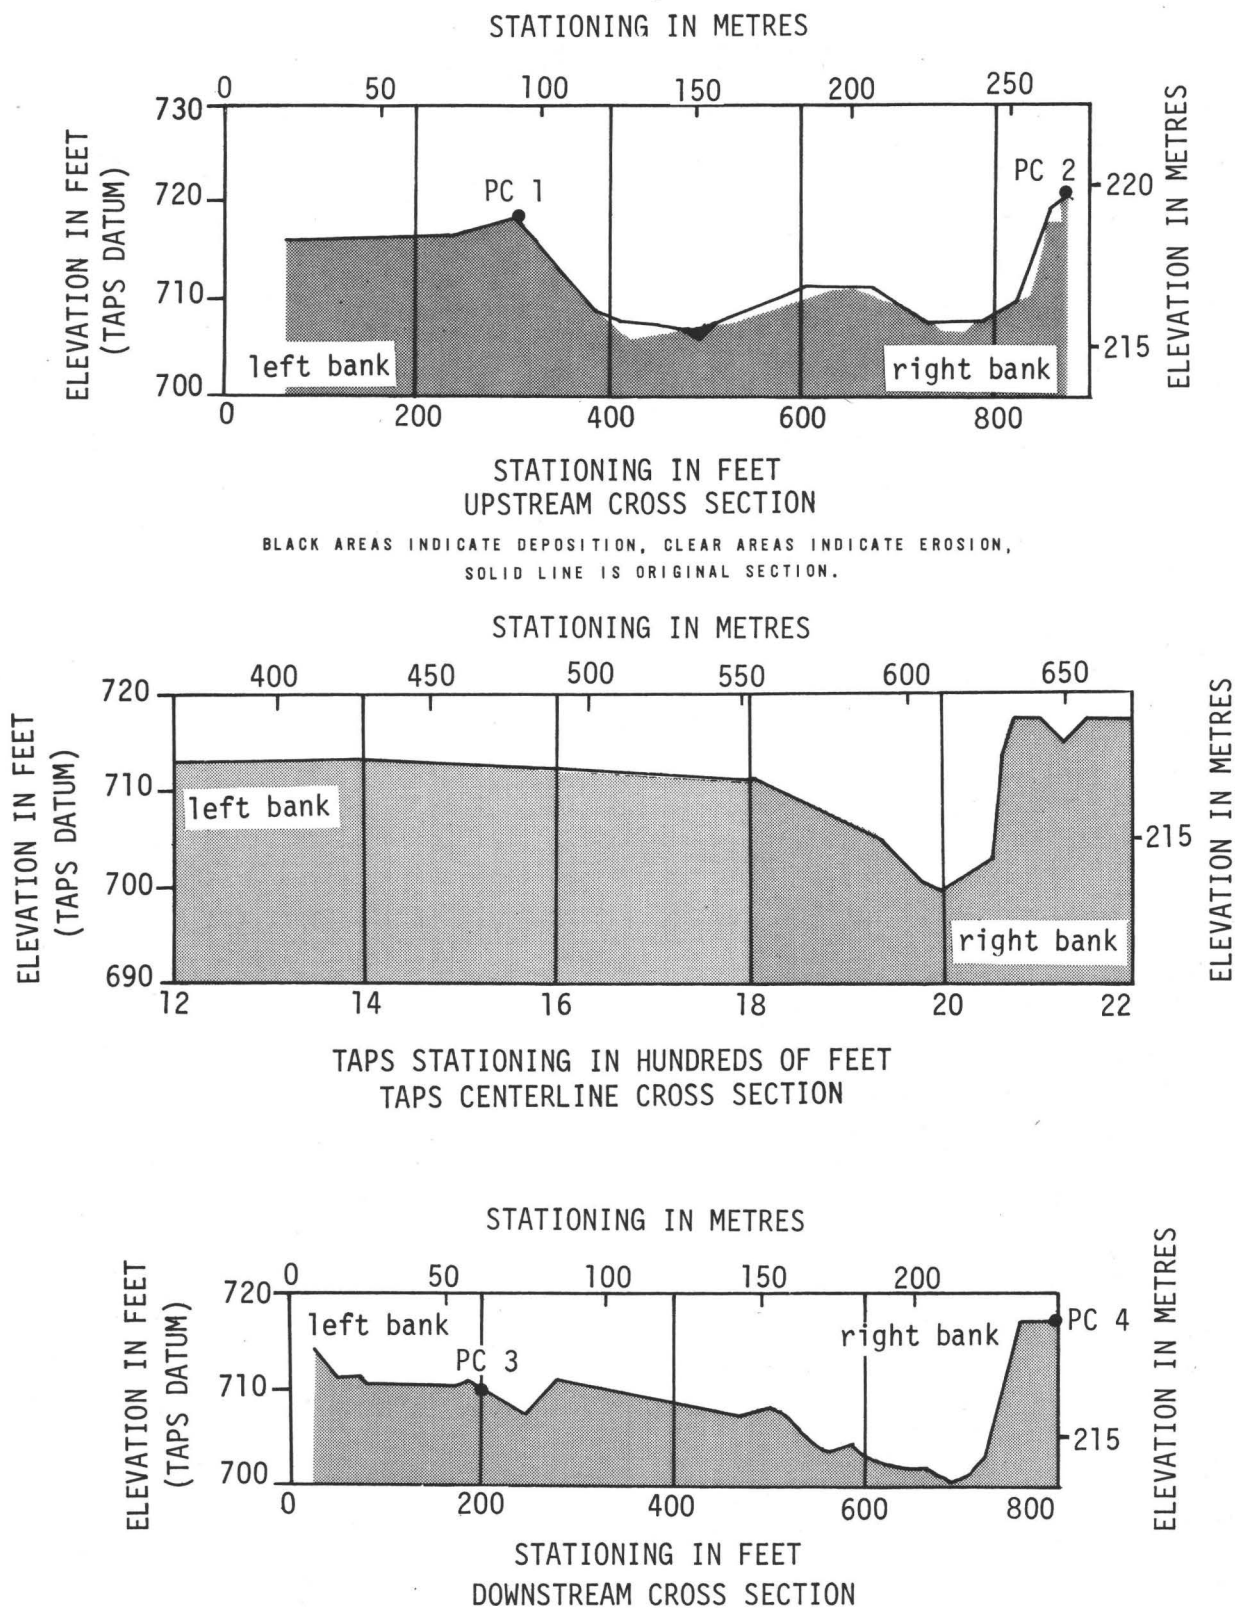 STATIONING IN METRES
0 50 100 150 200 250
730
720
710
700
ELEVATION IN FEET
(TAPS DATUM)
PC 1
PC 2
220
215
ELEVATION IN METRES
left bank
right bank
0 200 400 600 800
STATIONING IN FEET
UPSTREAM CROSS SECTION
BLACK AREAS INDICATE DEPOSITION, CLEAR AREAS INDICATE EROSION,
SOLID LINE IS ORIGINAL SECTION.
STATIONING IN METRES
400 450 500 550 600 650
720
710
700
690
ELEVATION IN FEET
(TAPS DATUM)
left bank
right bank
215
ELEVATION IN METRES
12 14 16 18 20 22
TAPS STATIONING IN HUNDREDS OF FEET
TAPS CENTERLINE CROSS SECTION
STATIONING IN METRES
0 50 100 150 200
720
710
700
ELEVATION IN FEET
(TAPS DATUM)
left bank
PC 3
right bank
PC 4
215
ELEVATION IN METRES
0 200 400 600 800
STATIONING IN FEET
DOWNSTREAM CROSS SECTION